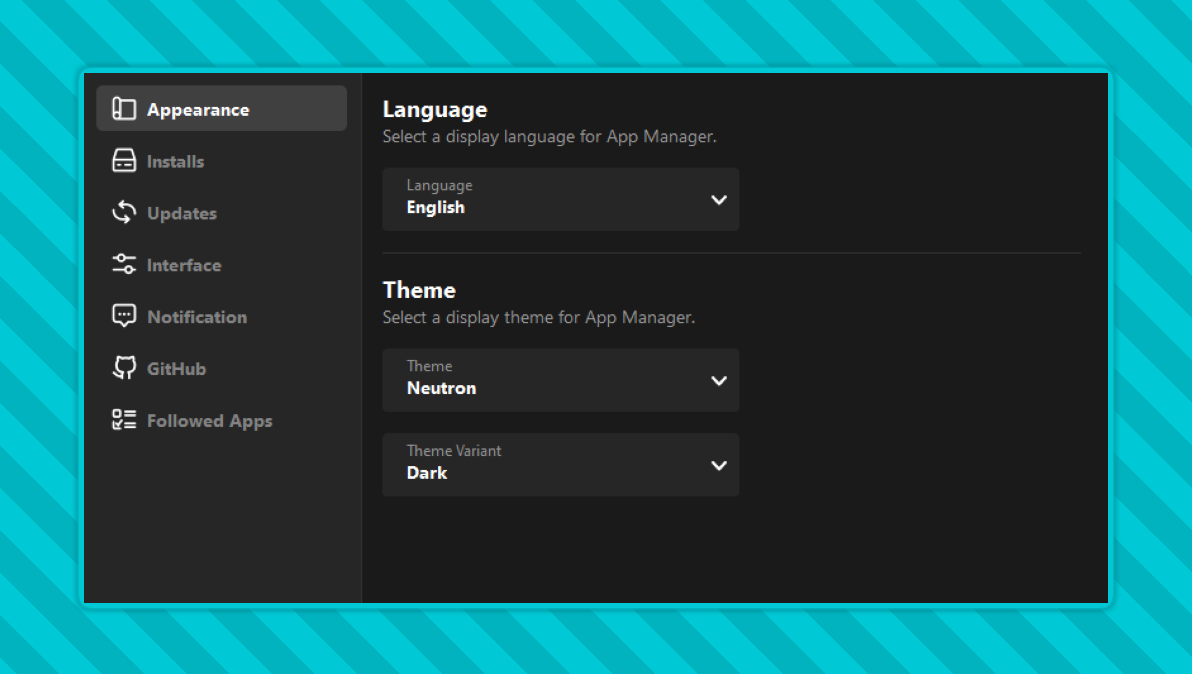 Appearance
Installs
Updates
Interface
Notification
GitHub
Followed Apps
Language
Select a display language for App Manager.
Language
English
Theme
Select a display theme for App Manager.
Theme
Neutron
Theme Variant
Dark